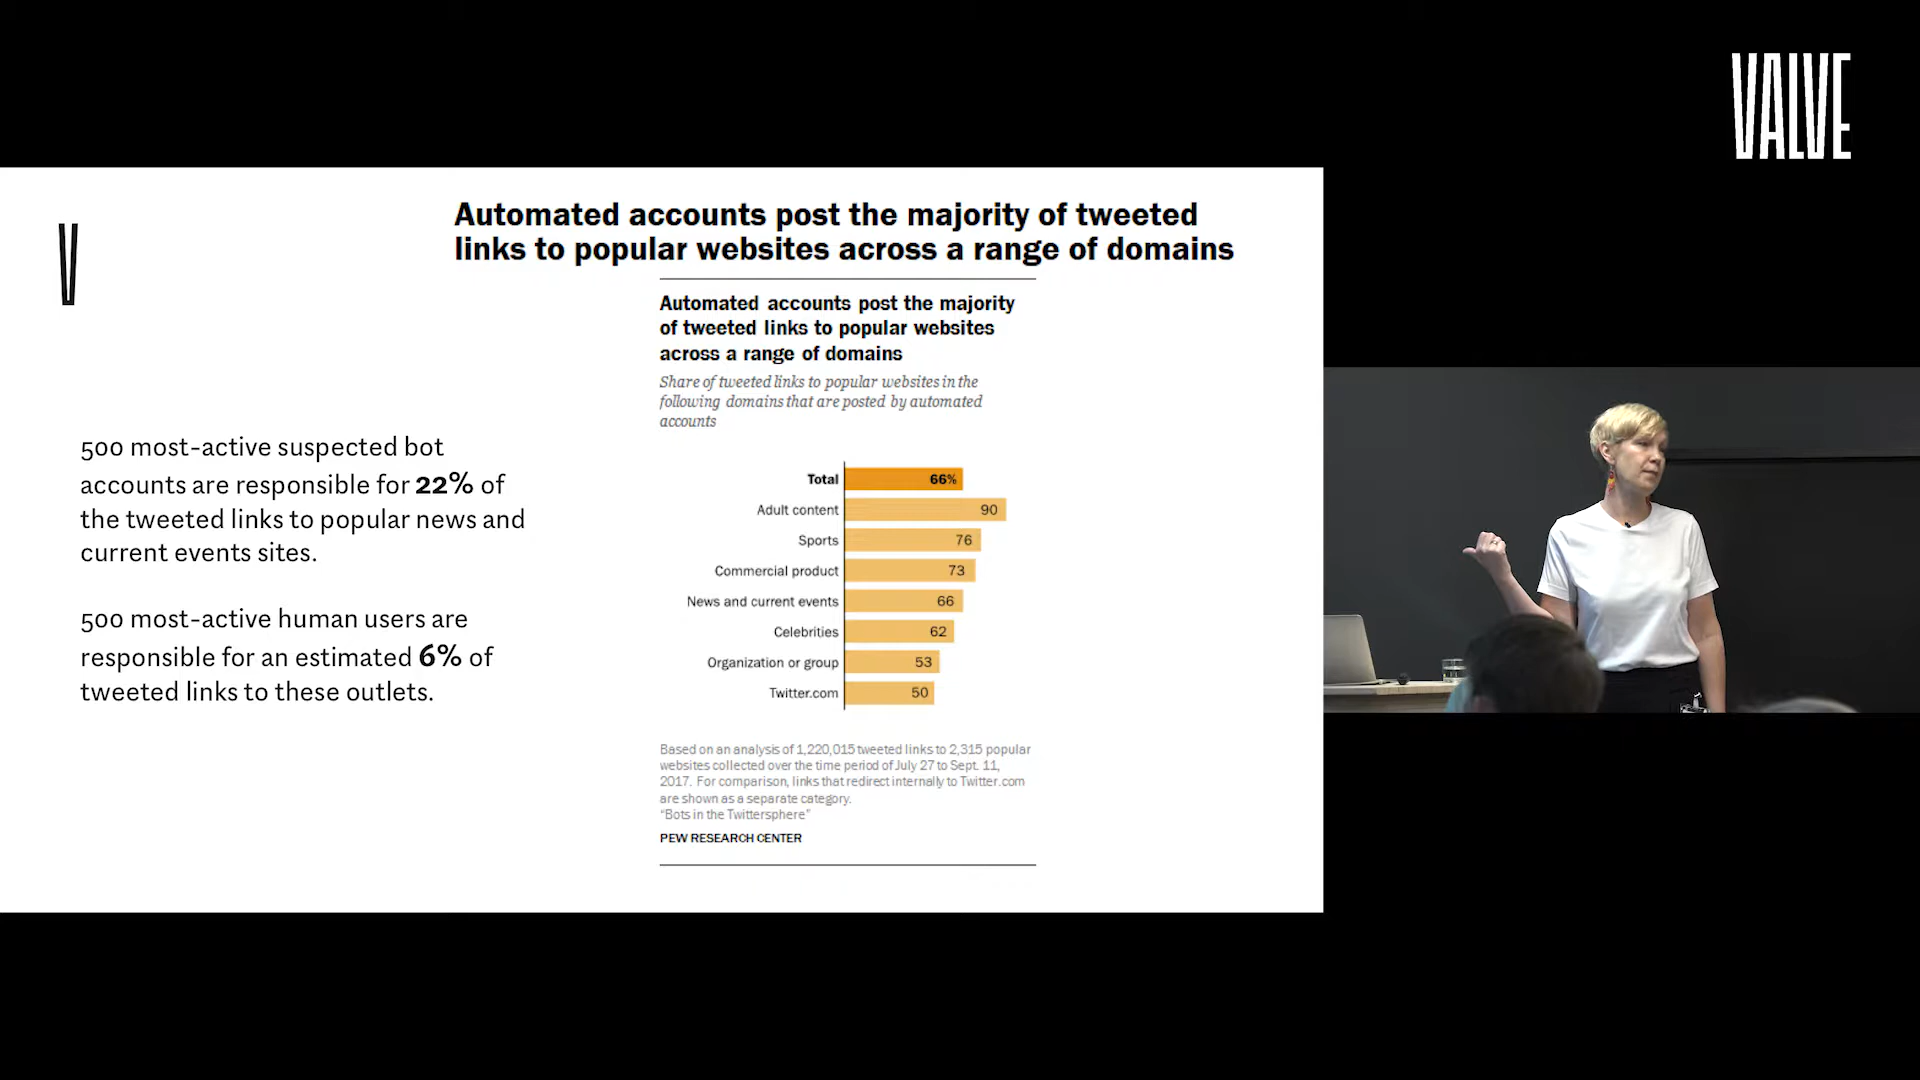 VALVE
V
Automated accounts post the majority of tweeted
links to popular websites across a range of domains
500 most-active suspected bot
accounts are responsible for 22% of
the tweeted links to popular news and
current events sites.
500 most-active human users are
responsible for an estimated 6% of
tweeted links to these outlets.
Automated accounts post the majority
of tweeted links to popular websites
across a range of domains
Share of tweeted links to popular websites in the
following domains that are posted by automated
accounts
Total 66%
Adult content 90
Sports 76
Commercial product 73
News and current events 66
Celebrities 62
Organization or group 53
Twitter.com 50
Based on an analysis of 1,220,015 tweeted links to 2,315 popular
websites collected over the time period of July 27 to Sept. 11,
2017. For comparison, links that redirect internally to Twitter.com
are shown as a separate category.
“Bots in the Twittersphere”
PEW RESEARCH CENTER